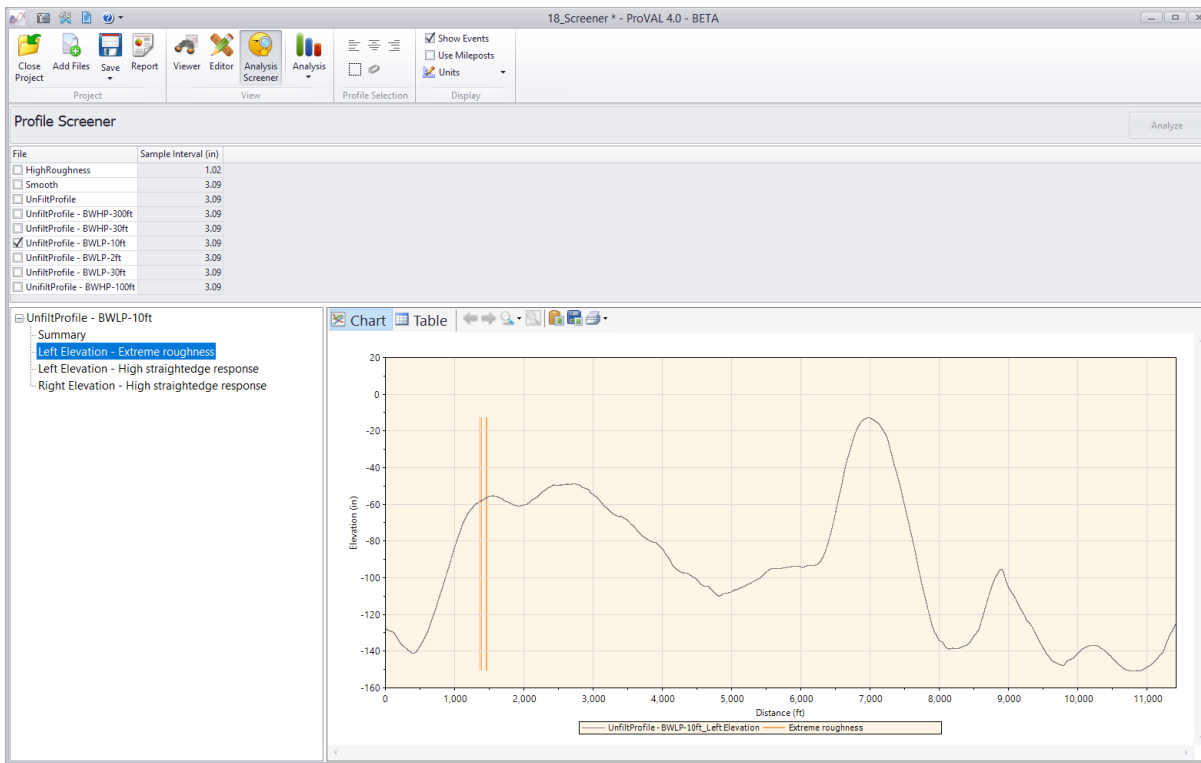 18_Screener * - ProVAL 4.0 - BETA
Close Project
Add Files
Save
Report
Viewer
Editor
Analysis Screener
Analysis
Show Events
Use Mileposts
Units
Project
View
Profile Selection
Display
Profile Screener
Analyze
File Sample Interval (in)
HighRoughness 1.02
Smooth 3.09
UnFiltProfile 3.09
UnfiltProfile - BWHP-300ft 3.09
UnfiltProfile - BWHP-30ft 3.09
UnfiltProfile - BWLP-10ft 3.09
UnfiltProfile - BWLP-2ft 3.09
UnfiltProfile - BWLP-30ft 3.09
UnifiltProfile - BWHP-100ft 3.09
UnfiltProfile - BWLP-10ft
Summary
Left Elevation - Extreme roughness
Left Elevation - High straightedge response
Right Elevation - High straightedge response
Chart Table
20
0
-20
-40
-60
-80
-100
-120
-140
-160
Elevation (in)
0 1,000 2,000 3,000 4,000 5,000 6,000 7,000 8,000 9,000 10,000 11,000
Distance (ft)
UnfiltProfile - BWLP-10ft_Left Elevation Extreme roughness